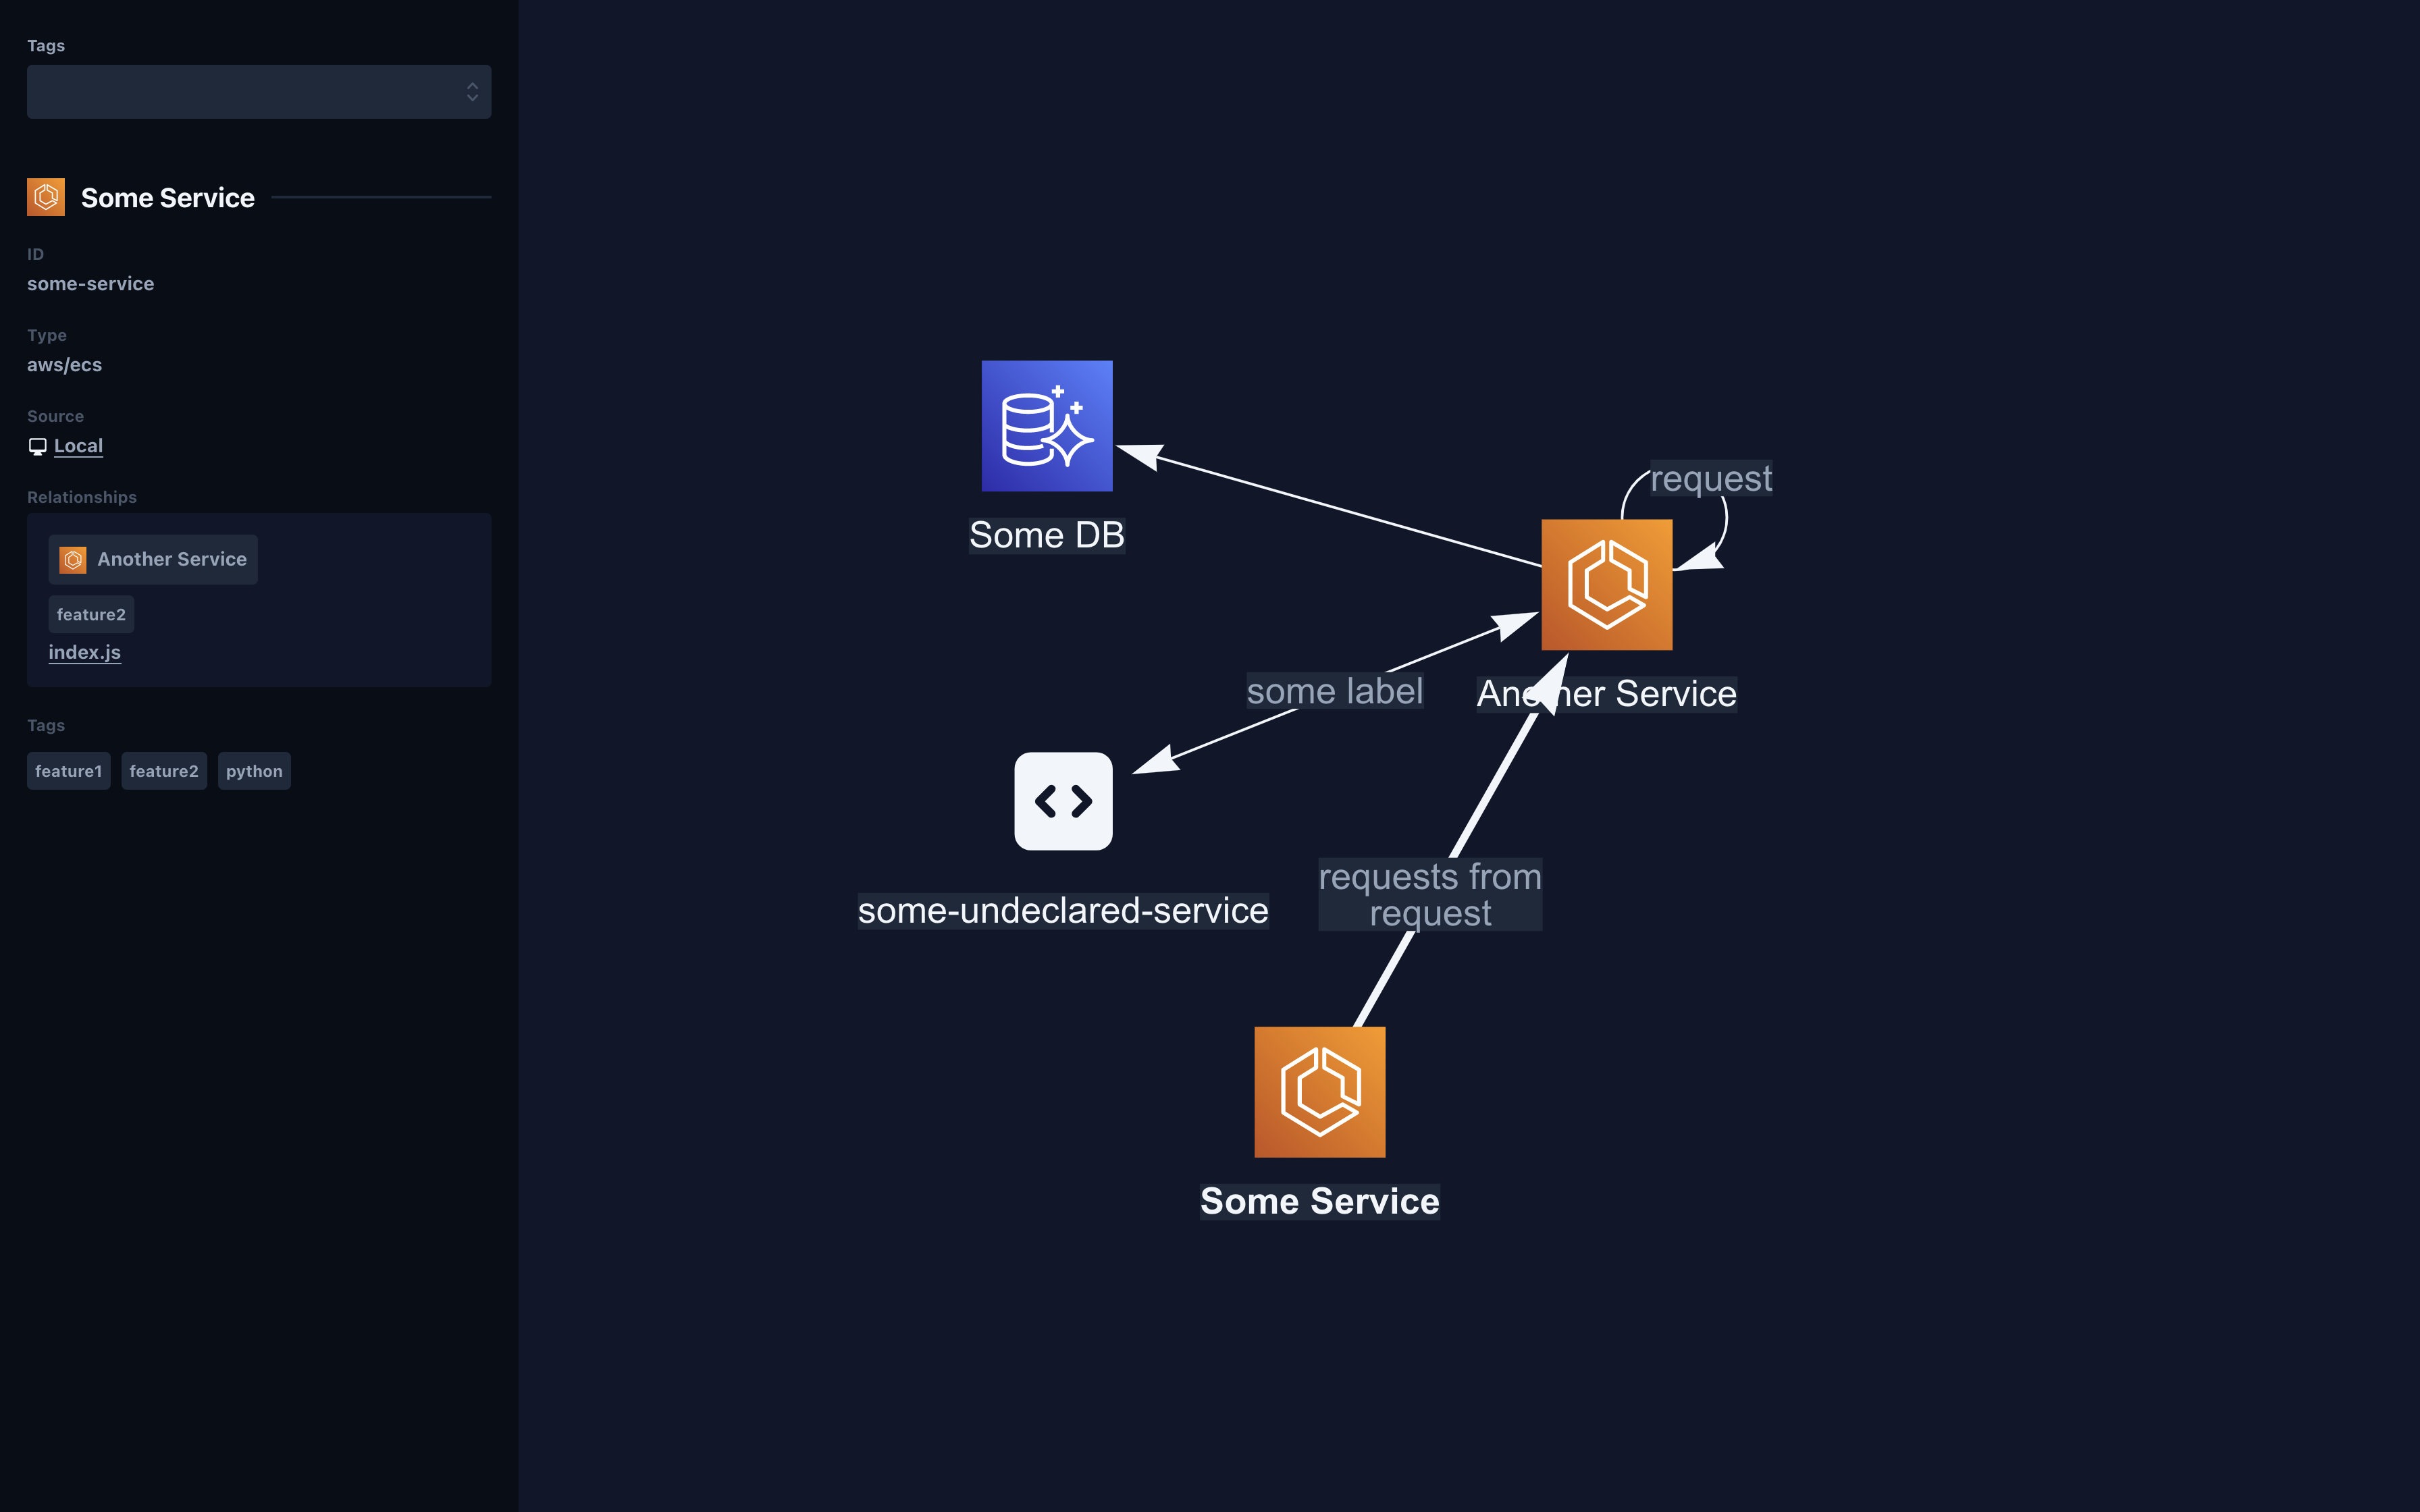 Tags
Some Service
ID
some-service
Type
aws/ecs
Source
Local
Relationships
Another Service
feature2
index.js
Tags
feature1 feature2 python
Some DB
request
some label
Another Service
some-undeclared-service
requests from
request
Some Service